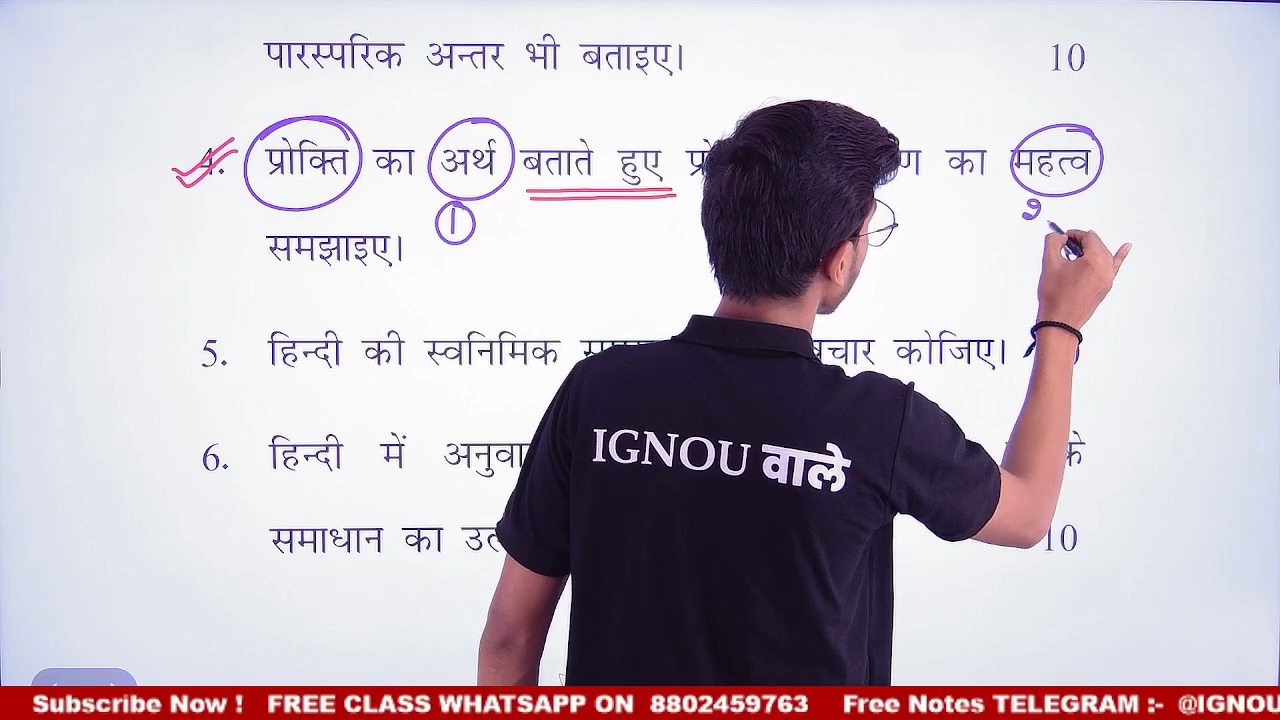 पारस्परिक अन्तर भी बताइए। 10
4. प्रोक्ति का अर्थ बताते हुए का महत्व
1 2
समझाइए।
5. हिन्दी की स्वनिमिक कीजिए।
6. हिन्दी में
समाधान का 10
IGNOU वाले
Subscribe Now ! FREE CLASS WHATSAPP ON 8802459763 Free Notes TELEGRAM :- @IGNOU